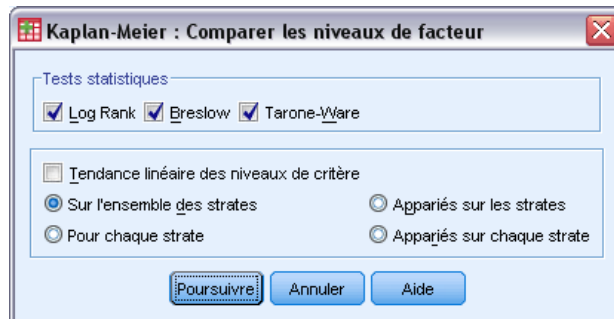 Kaplan-Meier : Comparer les niveaux de facteur
Tests statistiques
Log Rank Breslow Tarone-Ware
Tendance linéaire des niveaux de critère
Sur l'ensemble des strates Appariés sur les strates
Pour chaque strate Appariés sur chaque strate
Poursuivre Annuler Aide